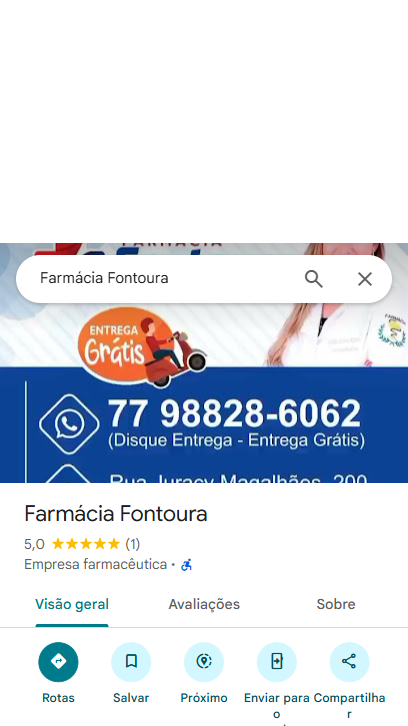 FARMÁCIA
Farmácia Fontoura
ENTREGA
Grátis
77 98828-6062
(Disque Entrega - Entrega Grátis)
Rua Juracy Magalhães, 200
Farmácia Fontoura
5,0 (1)
Empresa farmacêutica ·
Visão geral
Avaliações
Sobre
Rotas
Salvar
Próximo
Enviar para o
Compartilha
r